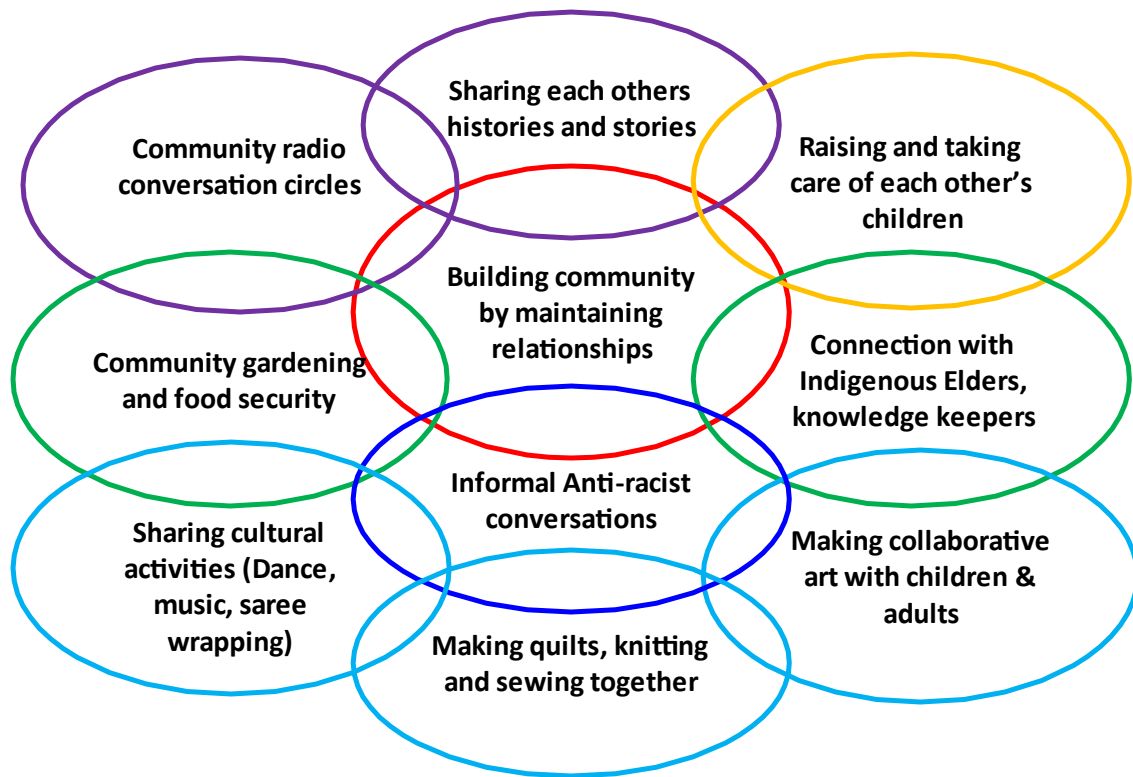 Sharing each others
histories and stories
Community radio
conversation circles
Raising and taking
care of each other’s
children
Building community
by maintaining
relationships
Community gardening
and food security
Connection with
Indigenous Elders,
knowledge keepers
Informal Anti-racist
conversations
Sharing cultural
activities (Dance,
music, saree
wrapping)
Making collaborative
art with children &
adults
Making quilts, knitting
and sewing together